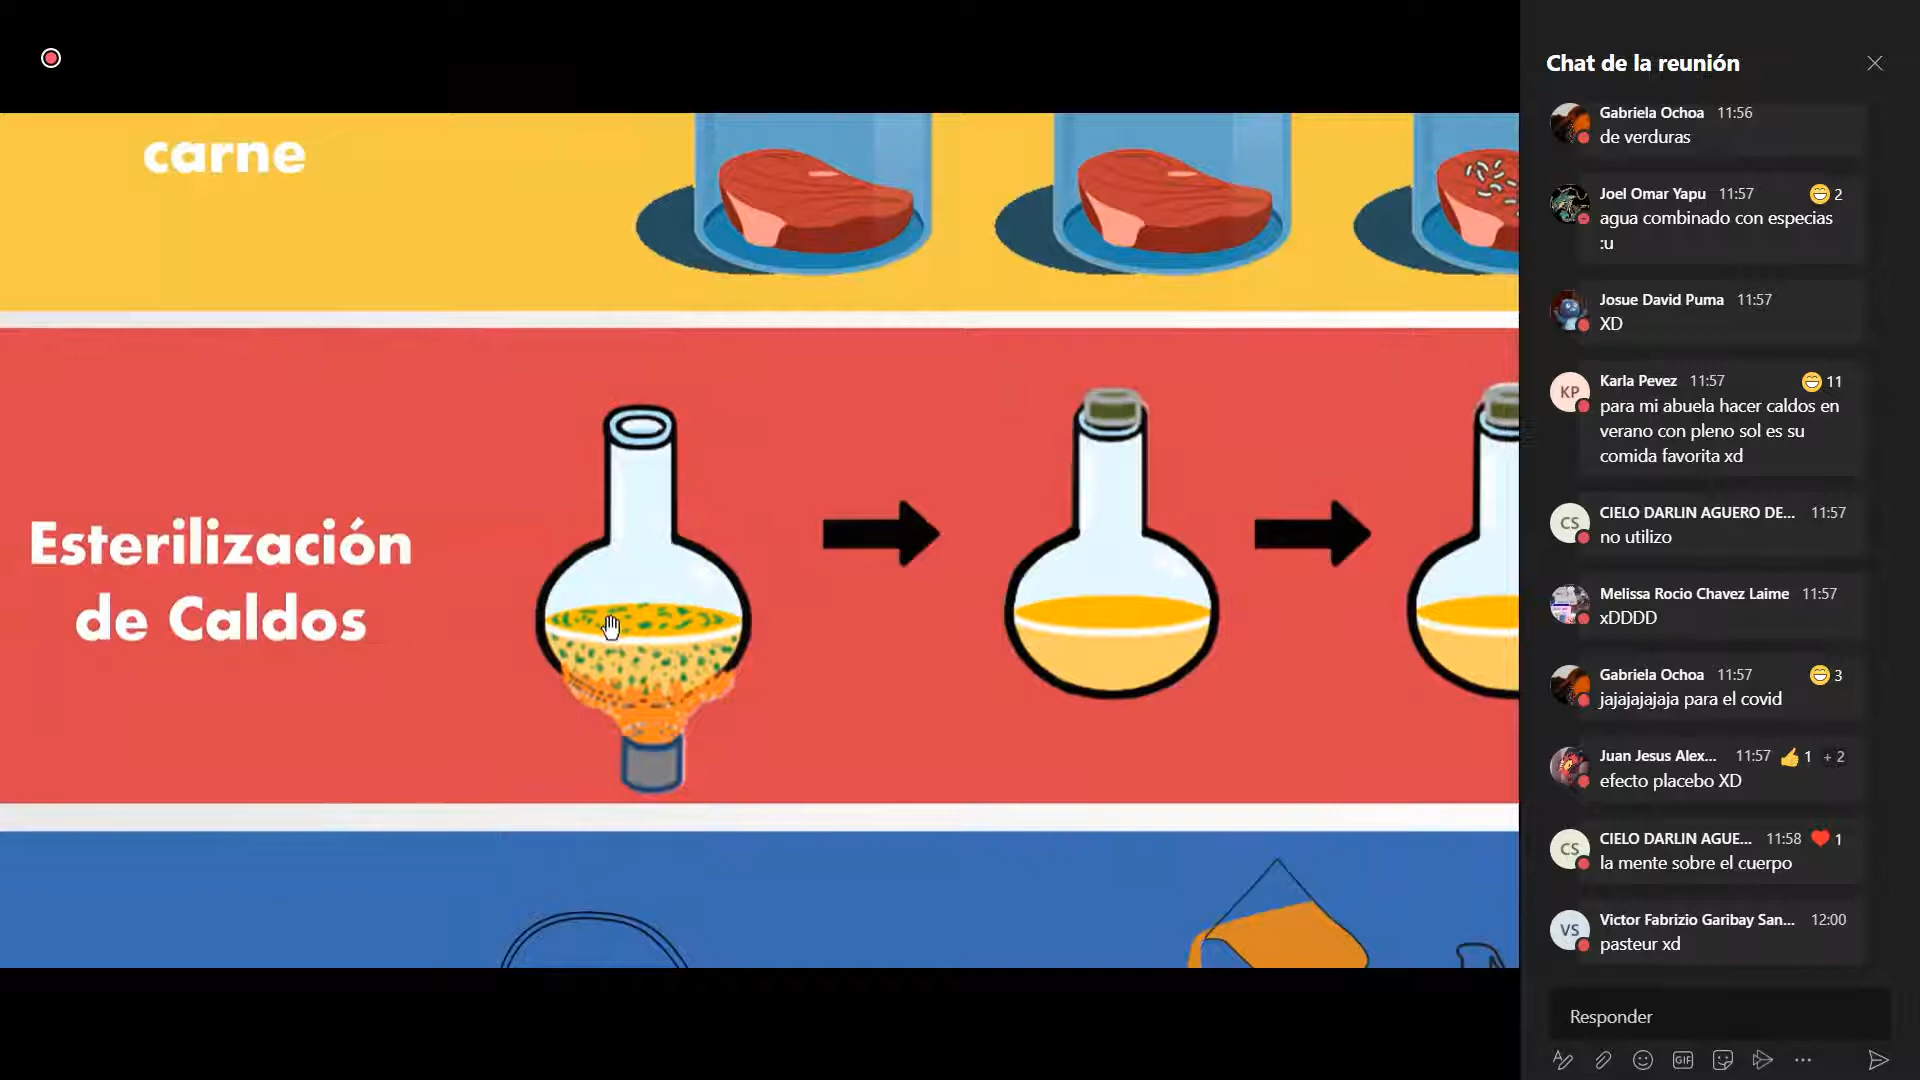 carne
Esterilización
de Caldos
Chat de la reunión
Gabriela Ochoa 11:56
de verduras
Joel Omar Yapu 11:57 2
agua combinado con especias
:u
Josue David Puma 11:57
XD
KP
Karla Pevez 11:57 11
para mi abuela hacer caldos en
verano con pleno sol es su
comida favorita xd
CS
CIELO DARLIN AGUERO DE... 11:57
no utilizo
Melissa Rocio Chavez Laime 11:57
xDDDD
Gabriela Ochoa 11:57 3
jajajajajaja para el covid
Juan Jesus Alex... 11:57 1 + 2
efecto placebo XD
CS
CIELO DARLIN AGUE... 11:58 1
la mente sobre el cuerpo
VS
Victor Fabrizio Garibay San... 12:00
pasteur xd
Responder
GIF